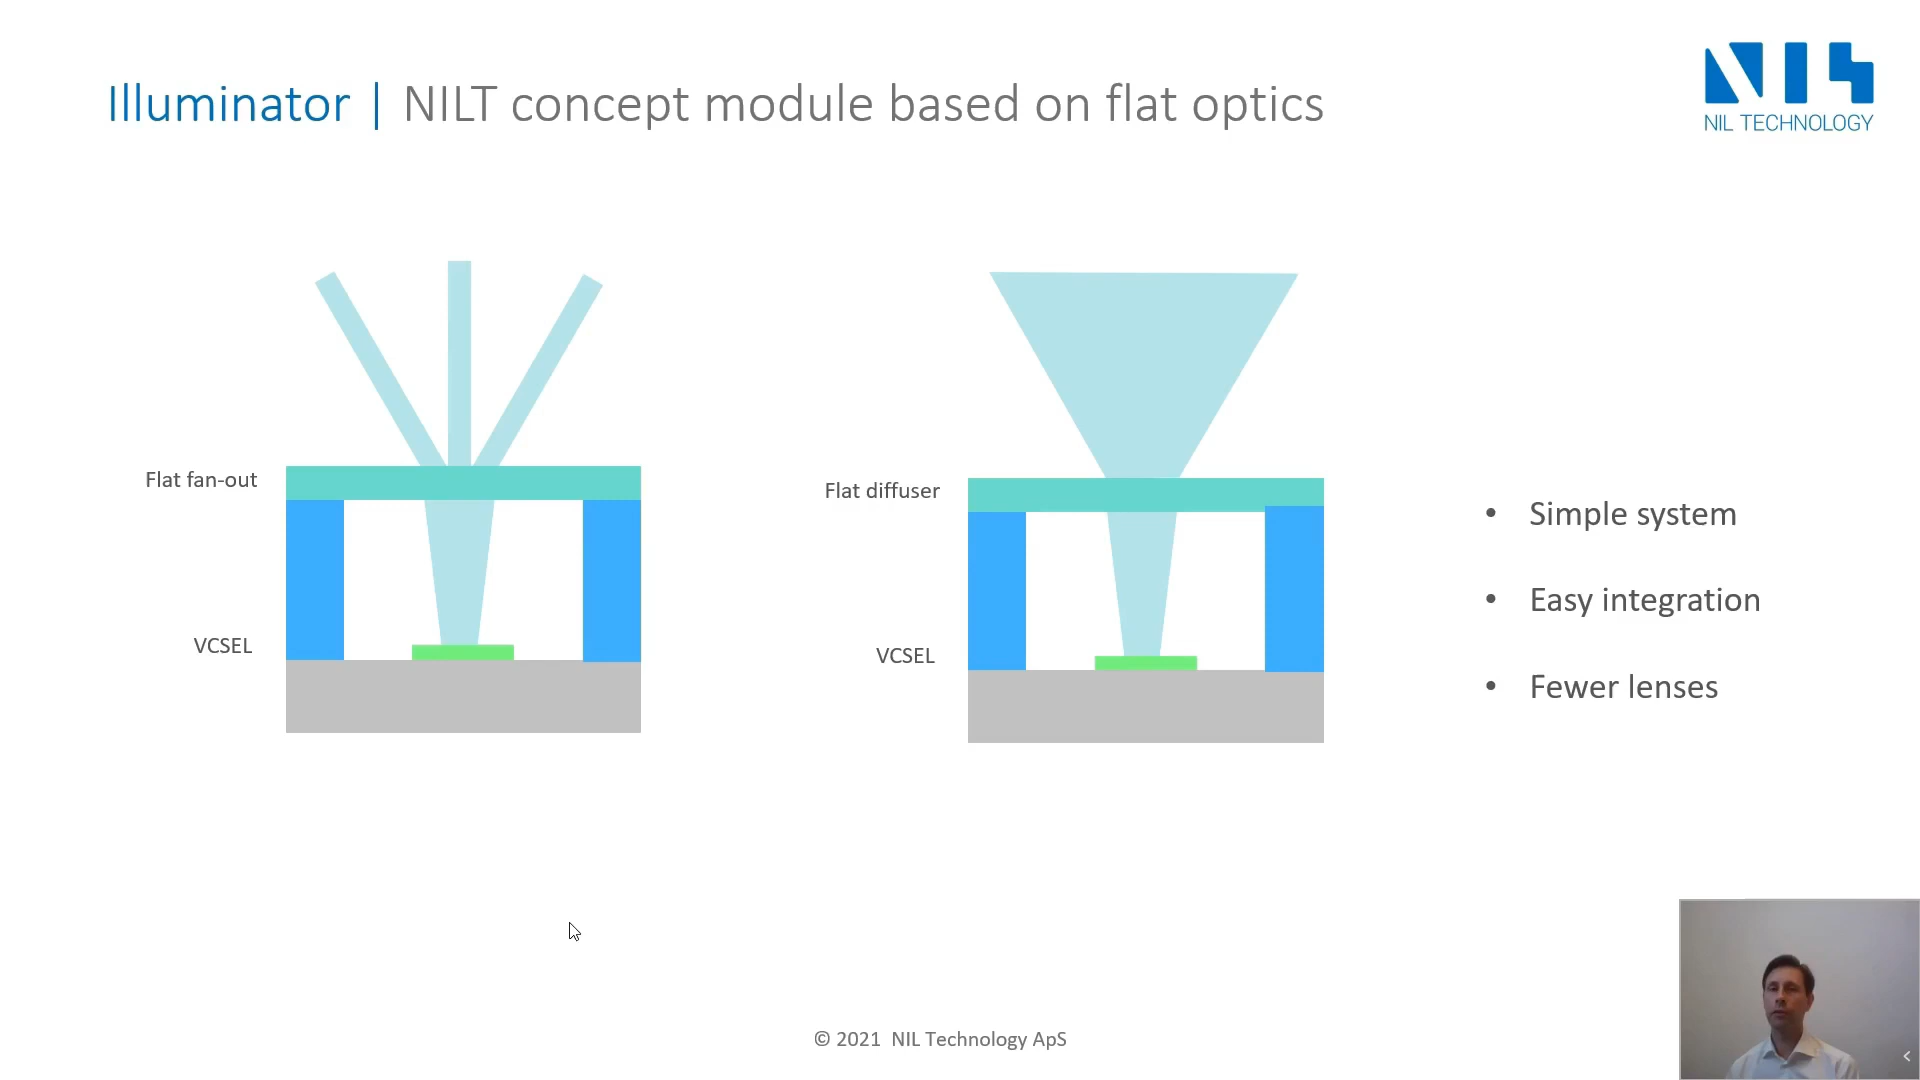 Illuminator | NILT concept module based on flat optics
NIL TECHNOLOGY
Flat fan-out
VCSEL
Flat diffuser
VCSEL
• Simple system
• Easy integration
• Fewer lenses
© 2021 NIL Technology ApS